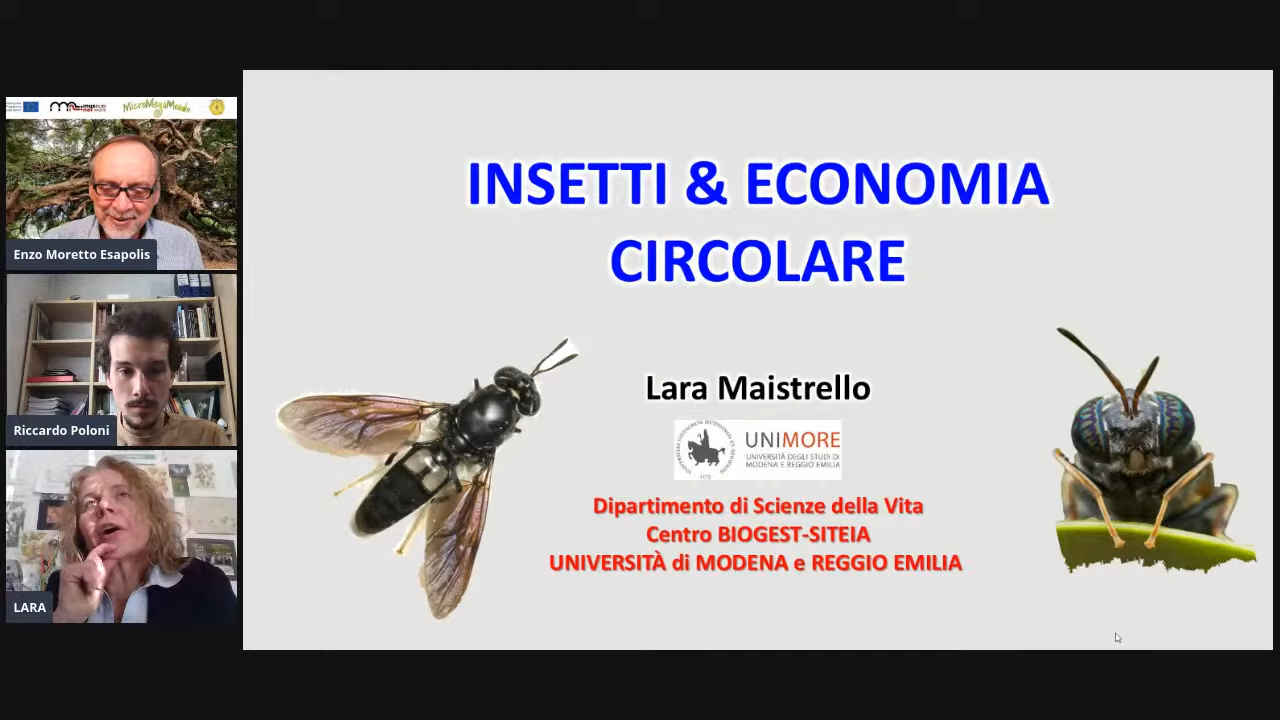 MicroMegaMondo
Enzo Moretto Esapolis
Riccardo Poloni
LARA
INSETTI & ECONOMIA
CIRCOLARE
Lara Maistrello
UNIMORE
UNIVERSITÀ DEGLI STUDI DI
MODENA E REGGIO EMILIA
1175
Dipartimento di Scienze della Vita
Centro BIOGEST-SITEIA
UNIVERSITÀ di MODENA e REGGIO EMILIA